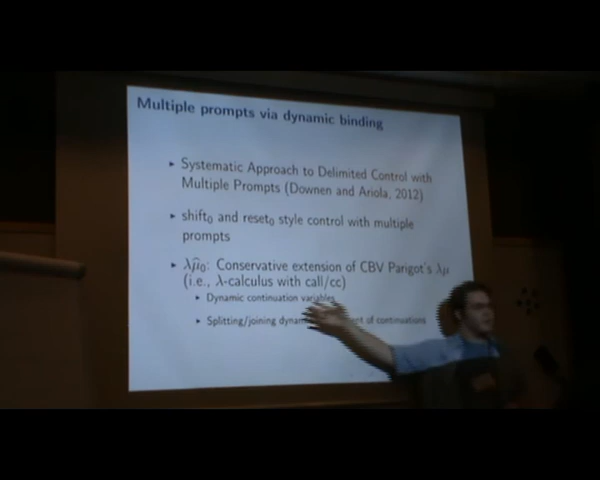 Multiple prompts via dynamic binding
▸ Systematic Approach to Delimited Control with
Multiple Prompts (Downen and Ariola, 2012)
▸ shift₀ and reset₀ style control with multiple
prompts
▸ λμ̂₀: Conservative extension of CBV Parigot's λμ
(i.e., λ-calculus with call/cc)
▸ Dynamic continuation variables
▸ Splitting/joining of continuations